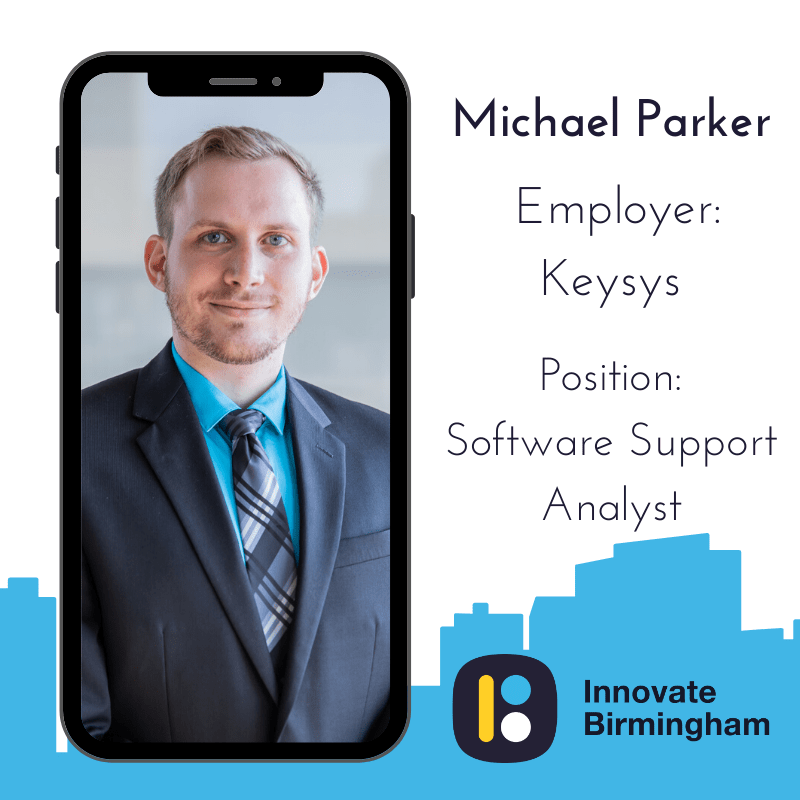 Michael Parker
Employer:
Keysys
Position:
Software Support
Analyst
Innovate
Birmingham